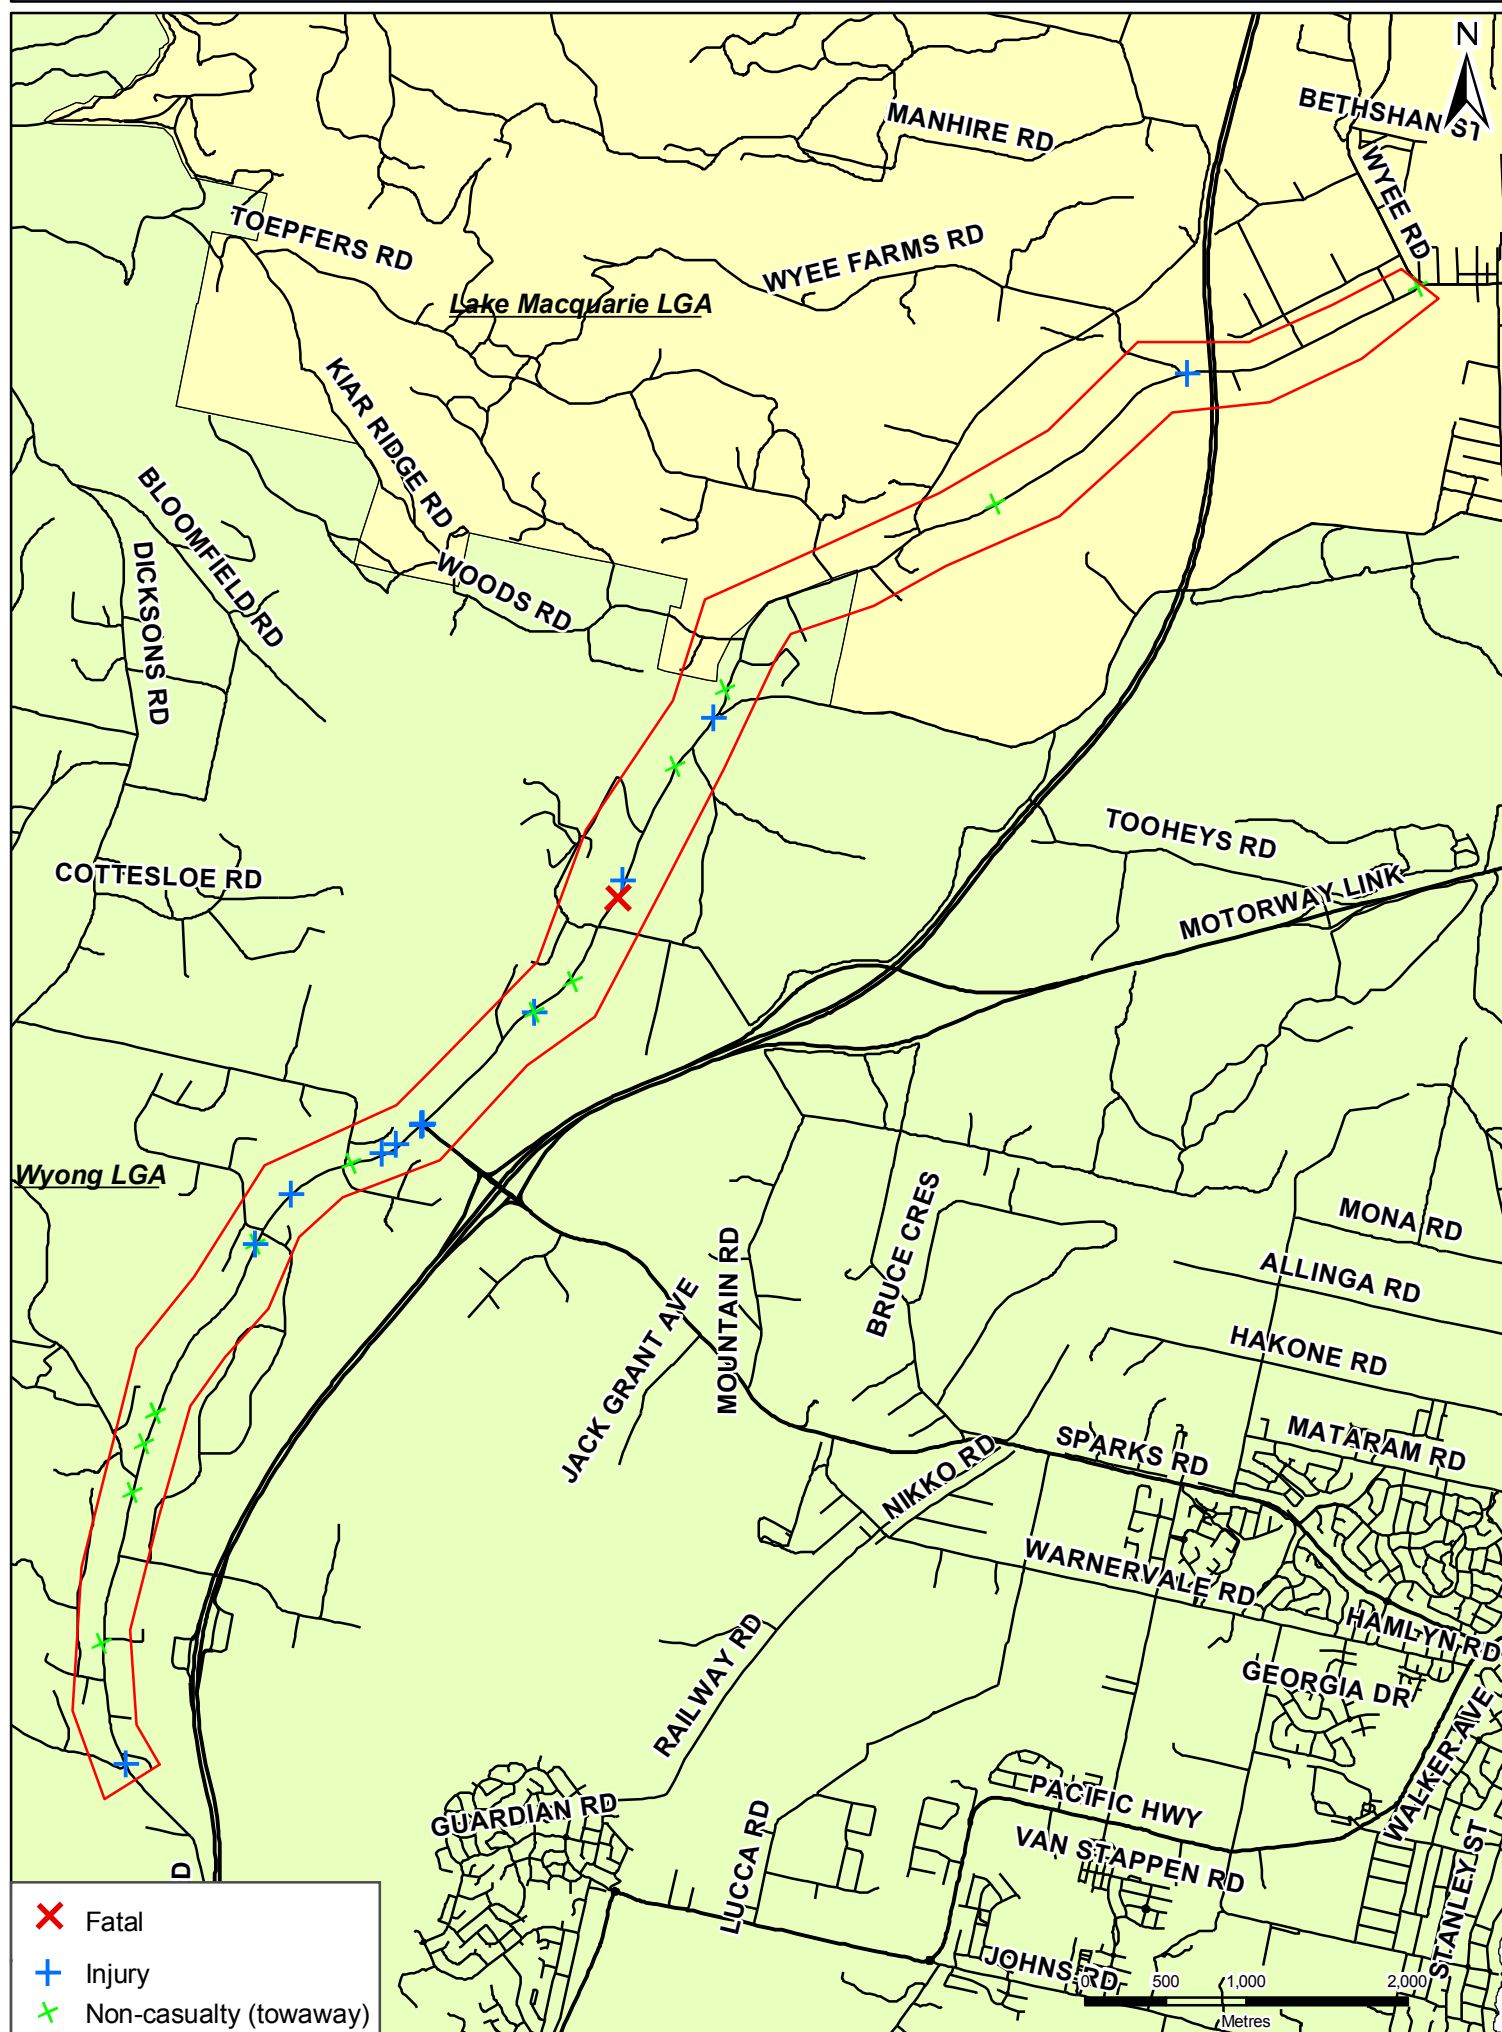 N
BETHSHAN ST
MANHIRE RD
WYEE RD
TOEPFERS RD
WYEE FARMS RD
Lake Macquarie LGA
KIAR RIDGE RD
BLOOMFIELD RD
DICKSONS RD
WOODS RD
TOOHEYS RD
COTTESLOE RD
MOTORWAY LINK
Wyong LGA
BRUCE CRES
MONA RD
MOUNTAIN RD
ALLINGA RD
JACK GRANT AVE
HAKONE RD
MATARAM RD
SPARKS RD
NIKKO RD
WARNERVALE RD
HAMLYN RD
RAILWAY RD
GEORGIA DR
WALKER AVE
PACIFIC HWY
GUARDIAN RD
VAN STAPPEN RD
LUCCA RD
STANLEY ST
D
JOHNS RD
0 500 1,000 2,000
Metres
Fatal
Injury
Non-casualty (towaway)